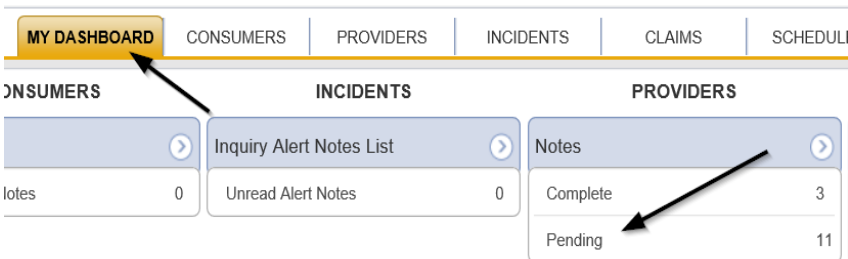 MY DASHBOARD CONSUMERS PROVIDERS INCIDENTS CLAIMS SCHEDULI
ONSUMERS INCIDENTS PROVIDERS
Inquiry Alert Notes List Notes
lotes 0 Unread Alert Notes 0 Complete 3
Pending 11